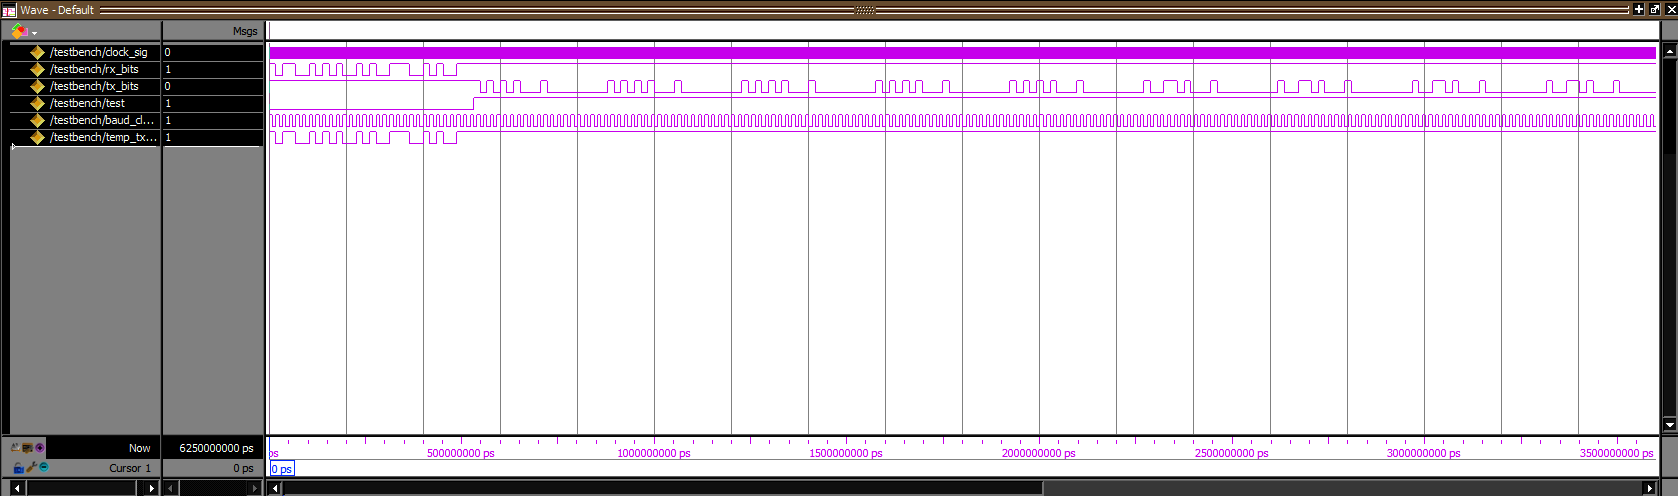 Wave - Default
Msgs
/testbench/clock_sig 0
/testbench/rx_bits 1
/testbench/tx_bits 0
/testbench/test 1
/testbench/baud_cl... 1
/testbench/temp_tx... 1
Now 6250000000 ps ps 500000000 ps 1000000000 ps 1500000000 ps 2000000000 ps 2500000000 ps 3000000000 ps 3500000000 ps
Cursor 1 0 ps 0 ps